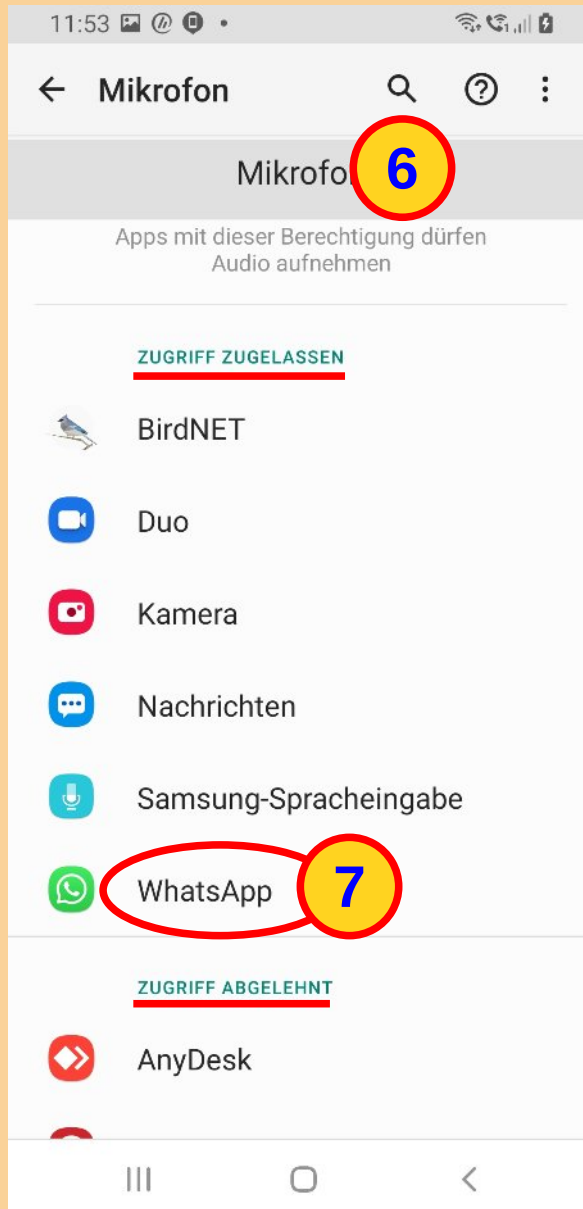 11:53
Mikrofon
Mikrofo
6
Apps mit dieser Berechtigung dürfen
Audio aufnehmen
ZUGRIFF ZUGELASSEN
BirdNET
Duo
Kamera
Nachrichten
Samsung-Spracheingabe
WhatsApp 7
ZUGRIFF ABGELEHNT
AnyDesk